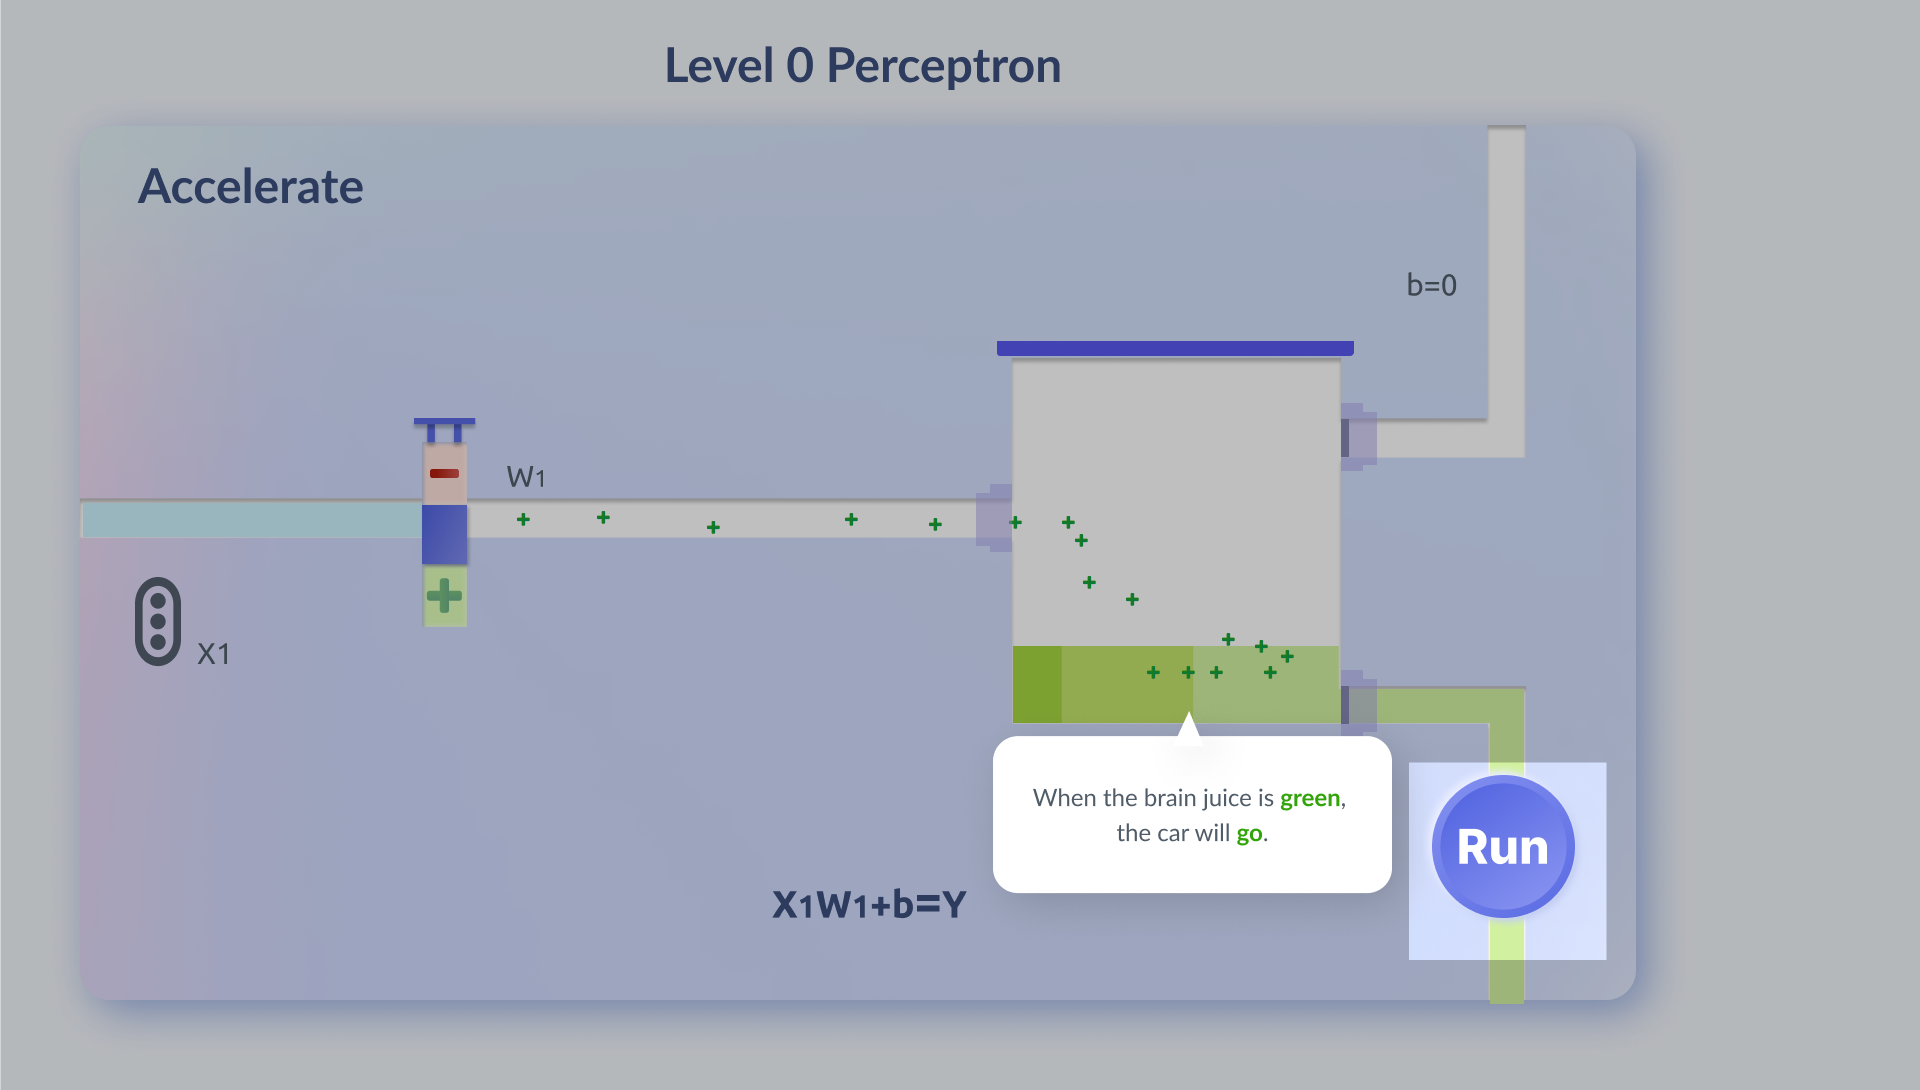 Level 0 Perceptron
Accelerate
b=0
W1
X1
When the brain juice is green,
the car will go.
Run
X1W1+b=Y